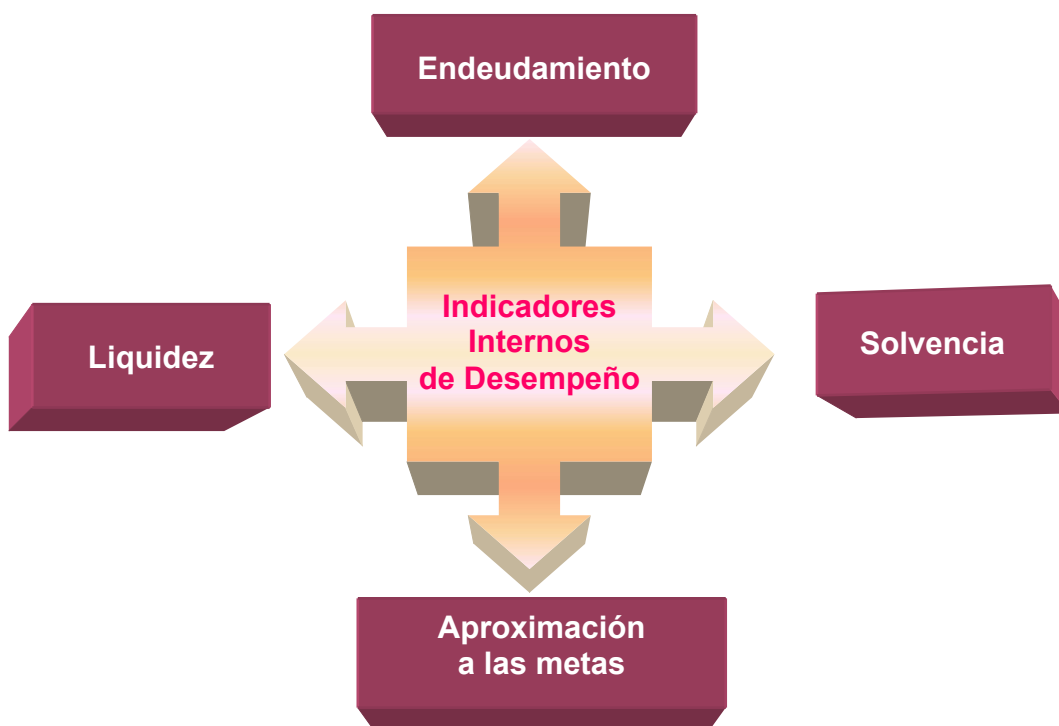 Endeudamiento
Indicadores
Internos
de Desempeño
Liquidez
Solvencia
Aproximación
a las metas